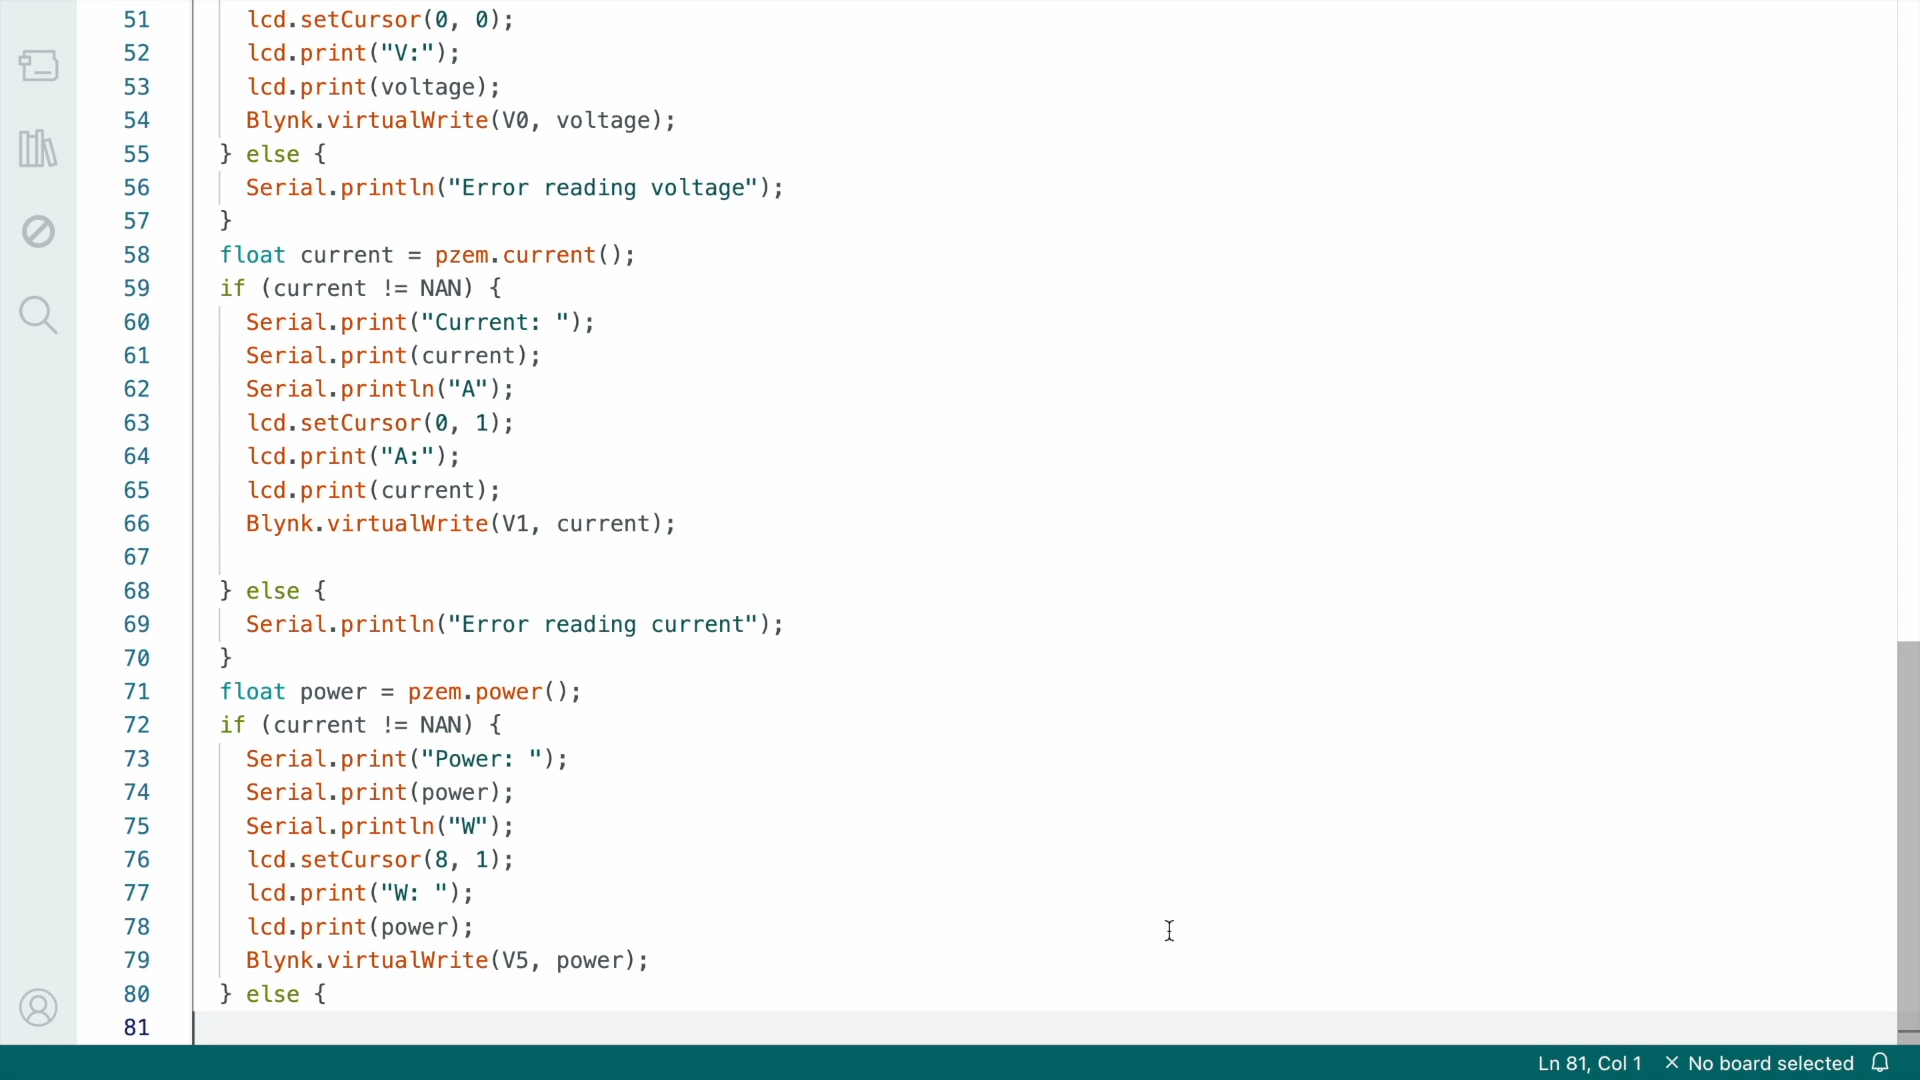 51 lcd.setCursor(0, 0);
52 lcd.print("V:");
53 lcd.print(voltage);
54 Blynk.virtualWrite(V0, voltage);
55 } else {
56 Serial.println("Error reading voltage");
57 }
58 float current = pzem.current();
59 if (current != NAN) {
60 Serial.print("Current: ");
61 Serial.print(current);
62 Serial.println("A");
63 lcd.setCursor(0, 1);
64 lcd.print("A:");
65 lcd.print(current);
66 Blynk.virtualWrite(V1, current);
67
68 } else {
69 Serial.println("Error reading current");
70 }
71 float power = pzem.power();
72 if (current != NAN) {
73 Serial.print("Power: ");
74 Serial.print(power);
75 Serial.println("W");
76 lcd.setCursor(8, 1);
77 lcd.print("W: ");
78 lcd.print(power);
79 Blynk.virtualWrite(V5, power);
80 } else {
81
Ln 81, Col 1 × No board selected